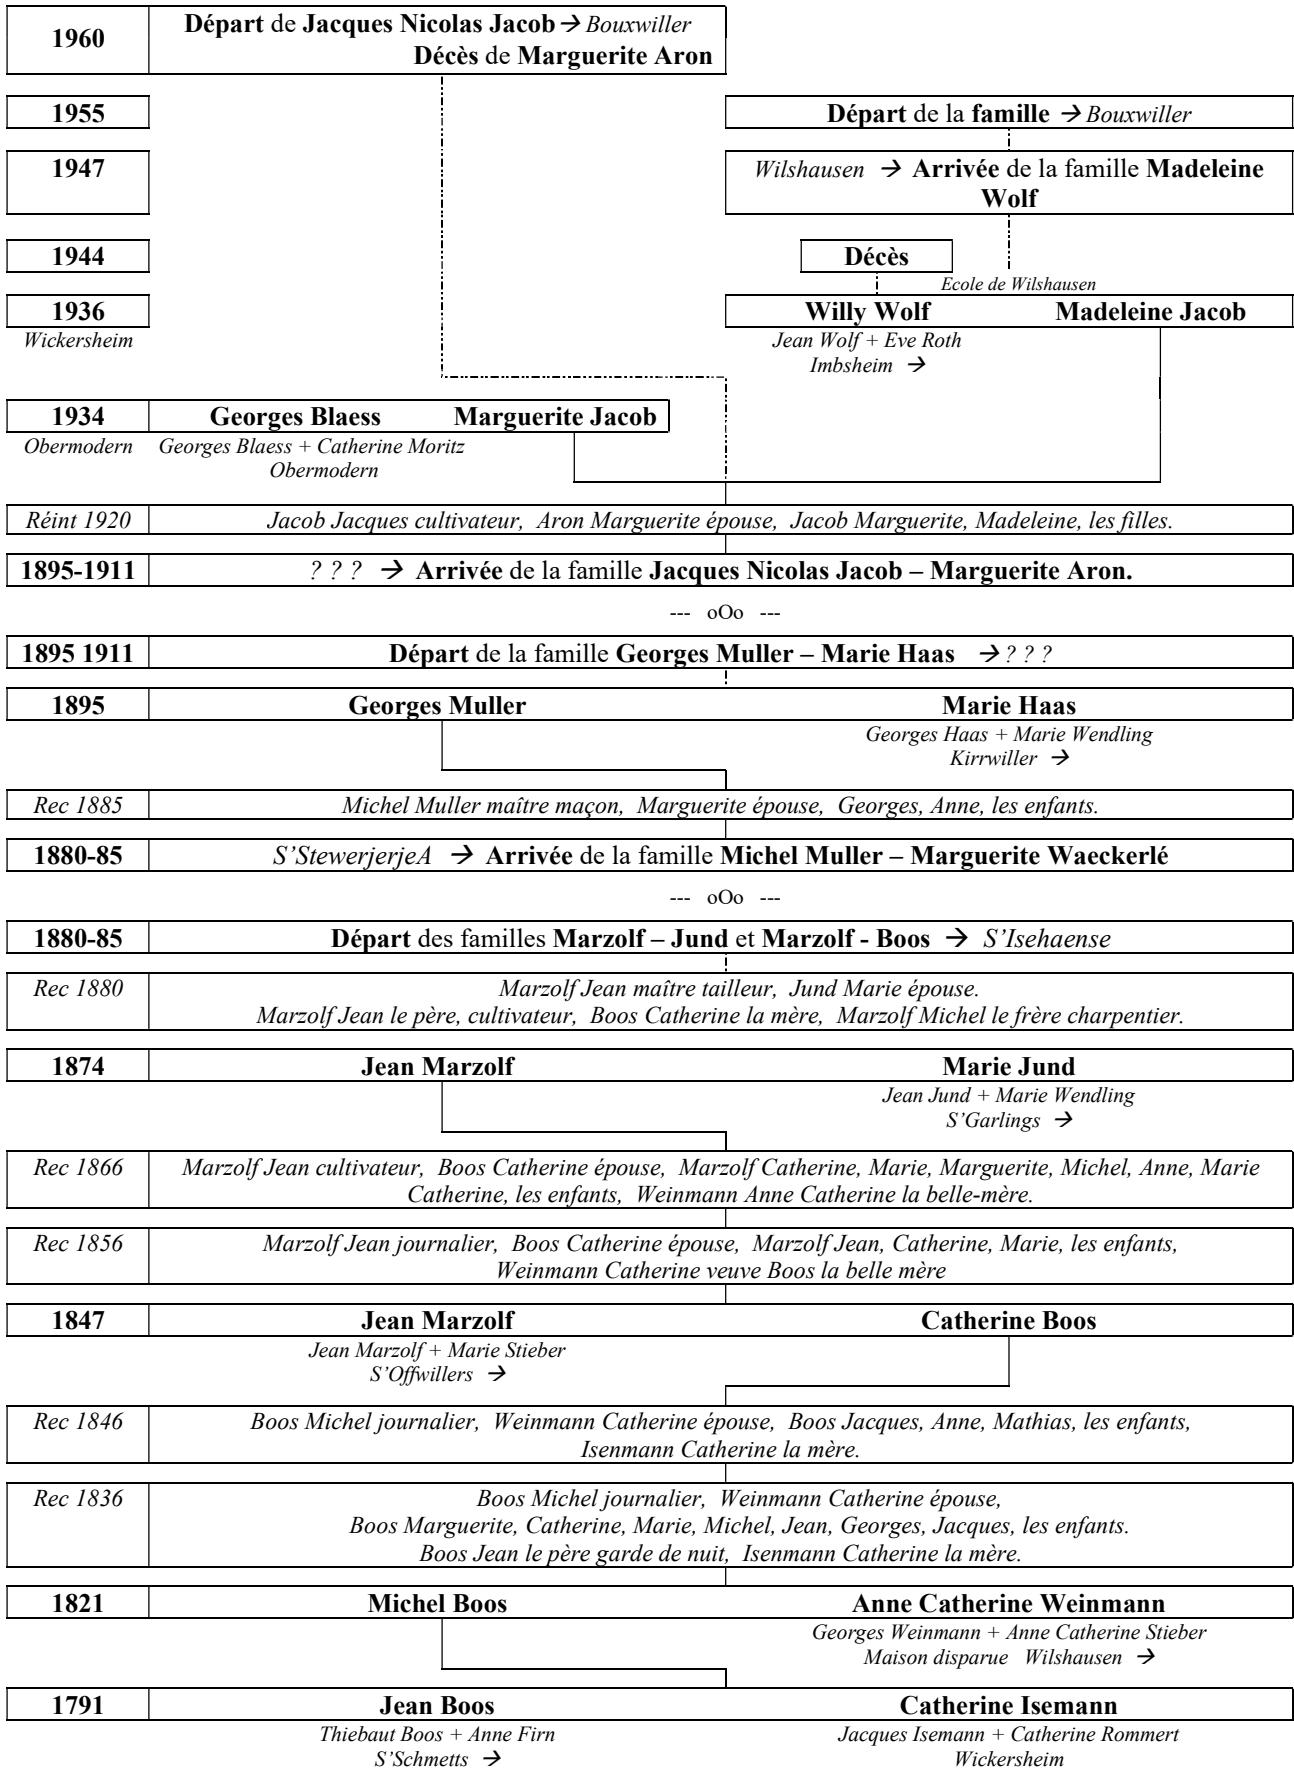 1960 Départ de Jacques Nicolas Jacob → Bouxwiller
Décès de Marguerite Aron
1955 Départ de la famille → Bouxwiller
1947 Wilshausen → Arrivée de la famille Madeleine
Wolf
1944 Décès
Ecole de Wilshausen
1936 Willy Wolf Madeleine Jacob
Wickersheim Jean Wolf + Eve Roth
Imbsheim →
1934 Georges Blaess Marguerite Jacob
Obermodern Georges Blaess + Catherine Moritz
Obermodern
Réint 1920 Jacob Jacques cultivateur, Aron Marguerite épouse, Jacob Marguerite, Madeleine, les filles.
1895-1911 ? ? ? → Arrivée de la famille Jacques Nicolas Jacob – Marguerite Aron.
--- oOo ---
1895 1911 Départ de la famille Georges Muller – Marie Haas → ? ? ?
1895 Georges Muller Marie Haas
Georges Haas + Marie Wendling
Kirrwiller →
Rec 1885 Michel Muller maître maçon, Marguerite épouse, Georges, Anne, les enfants.
1880-85 S'StewerjerjeA → Arrivée de la famille Michel Muller – Marguerite Waeckerlé
--- oOo ---
1880-85 Départ des familles Marzolf – Jund et Marzolf - Boos → S'Isehaense
Rec 1880 Marzolf Jean maître tailleur, Jund Marie épouse.
Marzolf Jean le père, cultivateur, Boos Catherine la mère, Marzolf Michel le frère charpentier.
1874 Jean Marzolf Marie Jund
Jean Jund + Marie Wendling
S'Garlings →
Rec 1866 Marzolf Jean cultivateur, Boos Catherine épouse, Marzolf Catherine, Marie, Marguerite, Michel, Anne, Marie
Catherine, les enfants, Weinmann Anne Catherine la belle-mère.
Rec 1856 Marzolf Jean journalier, Boos Catherine épouse, Marzolf Jean, Catherine, Marie, les enfants,
Weinmann Catherine veuve Boos la belle mère
1847 Jean Marzolf Catherine Boos
Jean Marzolf + Marie Stieber
S'Offwillers →
Rec 1846 Boos Michel journalier, Weinmann Catherine épouse, Boos Jacques, Anne, Mathias, les enfants,
Isenmann Catherine la mère.
Rec 1836 Boos Michel journalier, Weinmann Catherine épouse,
Boos Marguerite, Catherine, Marie, Michel, Jean, Georges, Jacques, les enfants.
Boos Jean le père garde de nuit, Isenmann Catherine la mère.
1821 Michel Boos Anne Catherine Weinmann
Georges Weinmann + Anne Catherine Stieber
Maison disparue Wilshausen →
1791 Jean Boos Catherine Isemann
Thiebaut Boos + Anne Firn Jacques Isemann + Catherine Rommert
S'Schmetts → Wickersheim